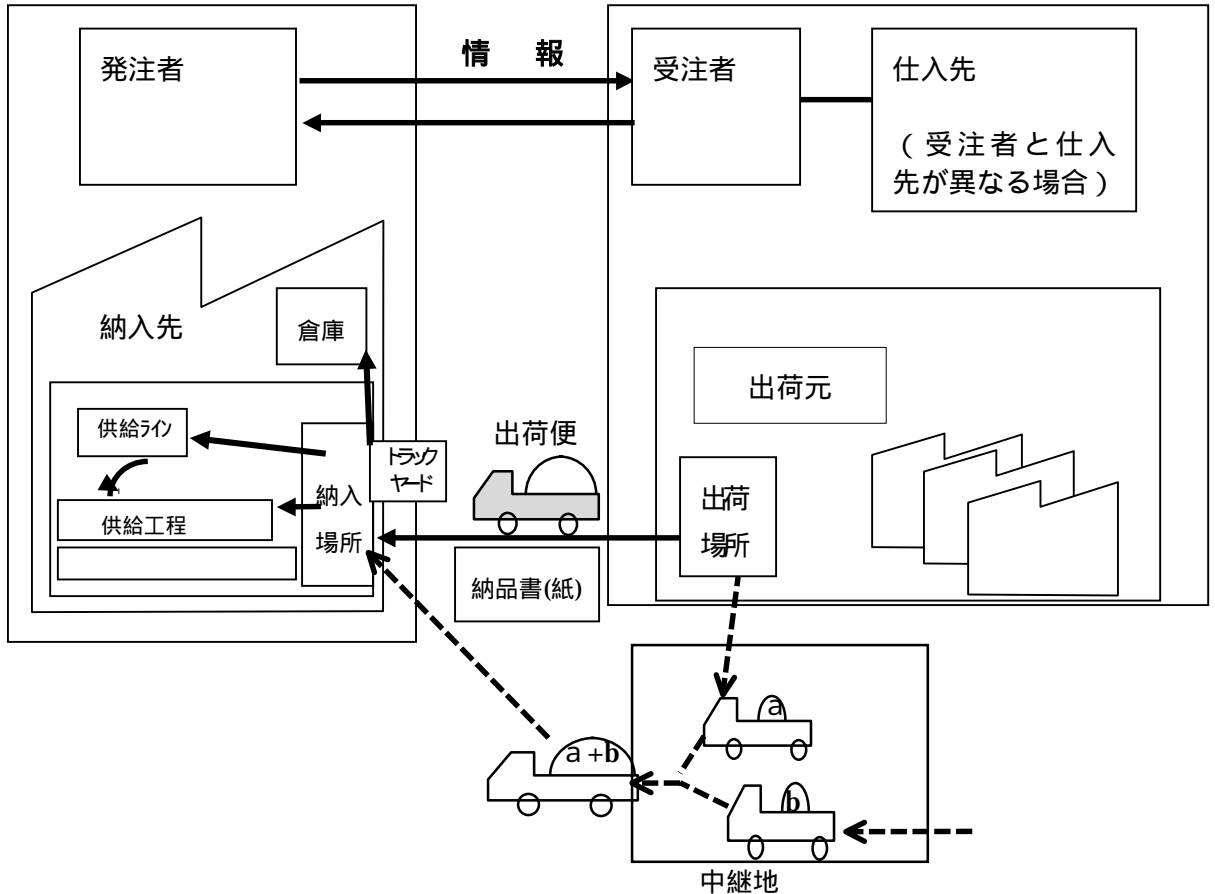 発注者
情 報
受注者
仕入先
(受注者と仕入
先が異なる場合)
納入先
倉庫
供給ライン
供給工程
納入
場所
トラック
ヤード
出荷便
納品書(紙)
出荷元
出荷
場所
a
a+b
b
中継地